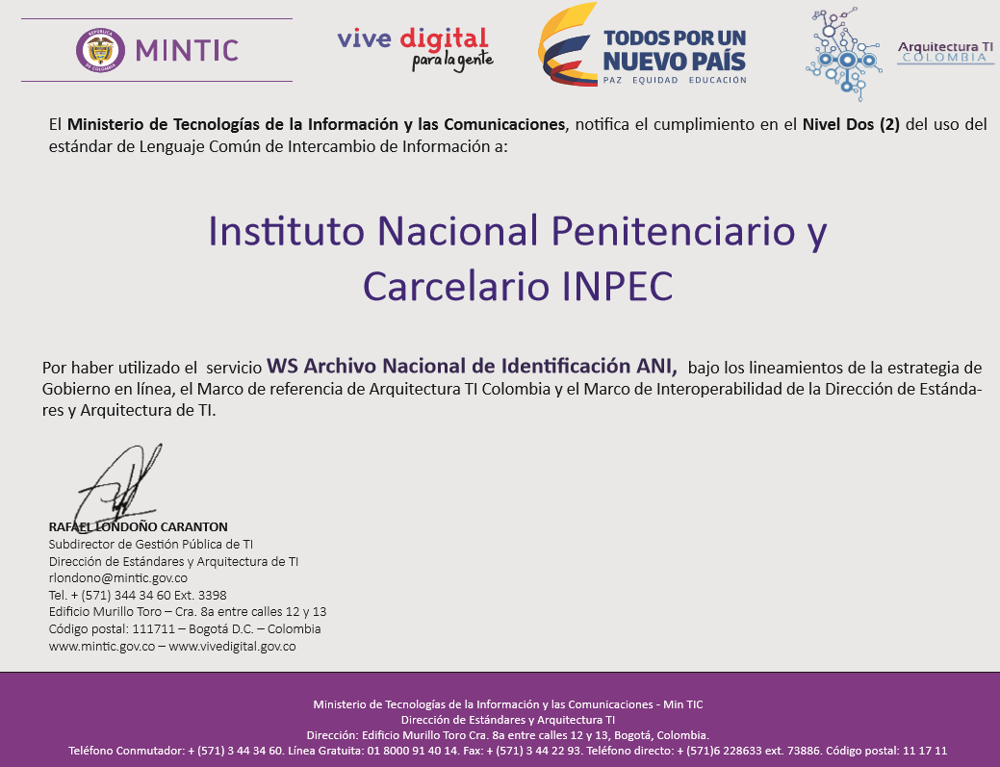 REPÚBLICA
DE COLOMBIA
MINTIC
vive digital
para la gente
TODOS POR UN
NUEVO PAÍS
PAZ EQUIDAD EDUCACIÓN
Arquitectura TI
COLOMBIA
El Ministerio de Tecnologías de la Información y las Comunicaciones, notifica el cumplimiento en el Nivel Dos (2) del uso del
estándar de Lenguaje Común de Intercambio de Información a:
Instituto Nacional Penitenciario y
Carcelario INPEC
Por haber utilizado el servicio WS Archivo Nacional de Identificación ANI, bajo los lineamientos de la estrategia de
Gobierno en línea, el Marco de referencia de Arquitectura TI Colombia y el Marco de Interoperabilidad de la Dirección de Estánda-
res y Arquitectura de TI.
RAFAEL LONDOÑO CARANTON
Subdirector de Gestión Pública de TI
Dirección de Estándares y Arquitectura de TI
rlondono@mintic.gov.co
Tel. + (571) 344 34 60 Ext. 3398
Edificio Murillo Toro – Cra. 8a entre calles 12 y 13
Código postal: 111711 – Bogotá D.C. – Colombia
www.mintic.gov.co – www.vivedigital.gov.co
Ministerio de Tecnologías de la Información y las Comunicaciones - Min TIC
Dirección de Estándares y Arquitectura TI
Dirección: Edificio Murillo Toro Cra. 8a entre calles 12 y 13, Bogotá, Colombia.
Teléfono Conmutador: + (571) 3 44 34 60. Línea Gratuita: 01 8000 91 40 14. Fax: + (571) 3 44 22 93. Teléfono directo: + (571)6 228633 ext. 73886. Código postal: 11 17 11